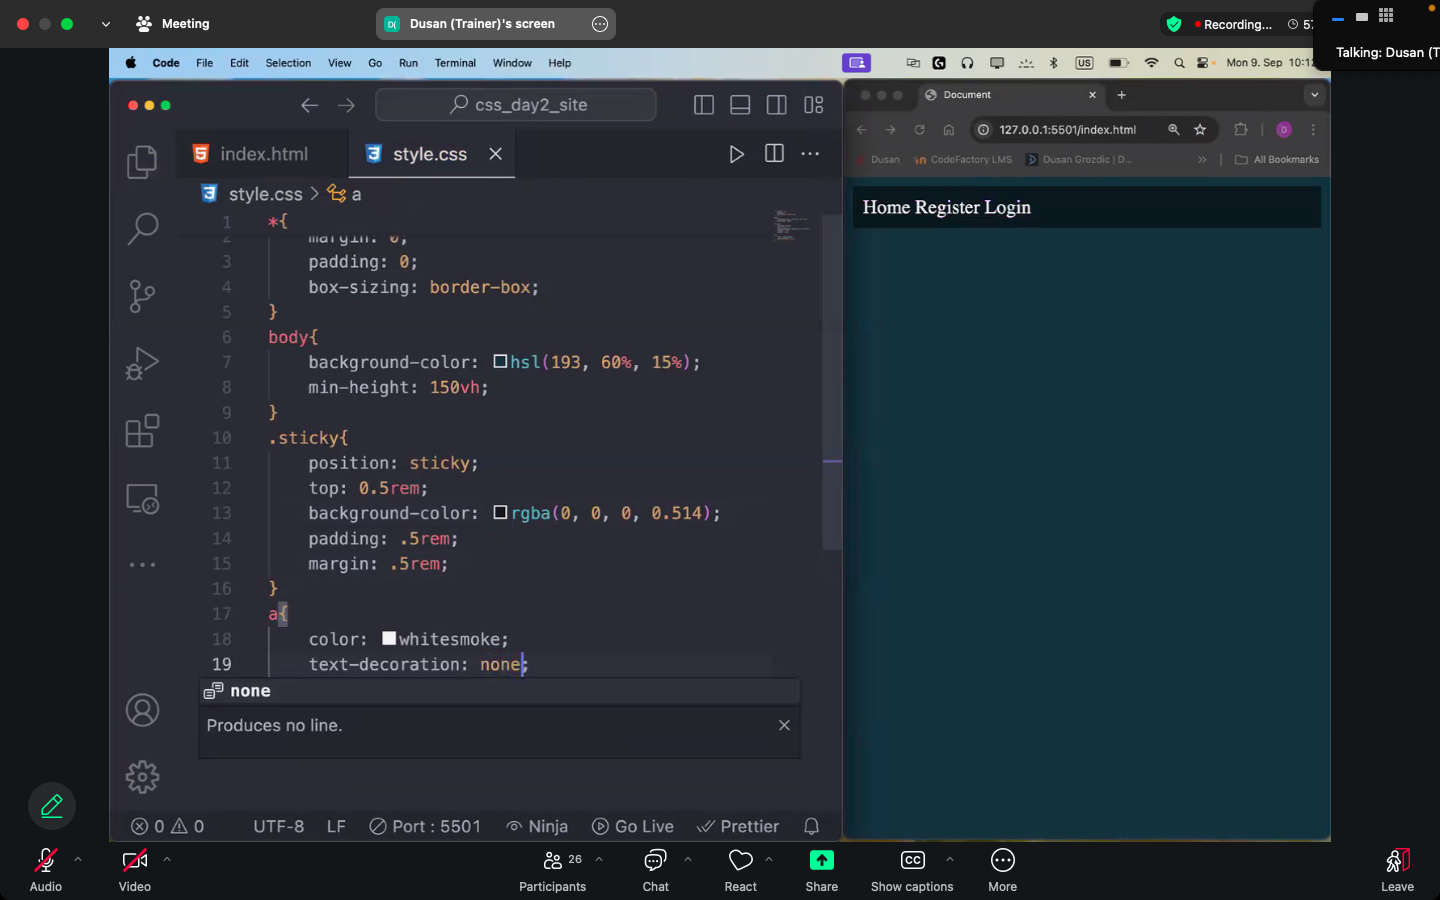 Meeting
D( Dusan (Trainer)'s screen
Recording...
57
Talking: Dusan (T
Code File Edit Selection View Go Run Terminal Window Help
US
Mon 9. Sep 10:12
css_day2_site
index.html
style.css
style.css > a
1 *{
2 margin: 0;
3 padding: 0;
4 box-sizing: border-box;
5 }
6 body{
7 background-color: hsl(193, 60%, 15%);
8 min-height: 150vh;
9 }
10 .sticky{
11 position: sticky;
12 top: 0.5rem;
13 background-color: rgba(0, 0, 0, 0.514);
14 padding: .5rem;
15 margin: .5rem;
16 }
17 a{
18 color: whitesmoke;
19 text-decoration: none;
none
Produces no line.
0 0 UTF-8 LF Port : 5501 Ninja Go Live Prettier
Document
127.0.0.1:5501/index.html
D
Dusan
CodeFactory LMS
Dusan Grozdic | D...
All Bookmarks
Home Register Login
Audio
Video
26
Participants
Chat
React
Share
CC
Show captions
More
Leave